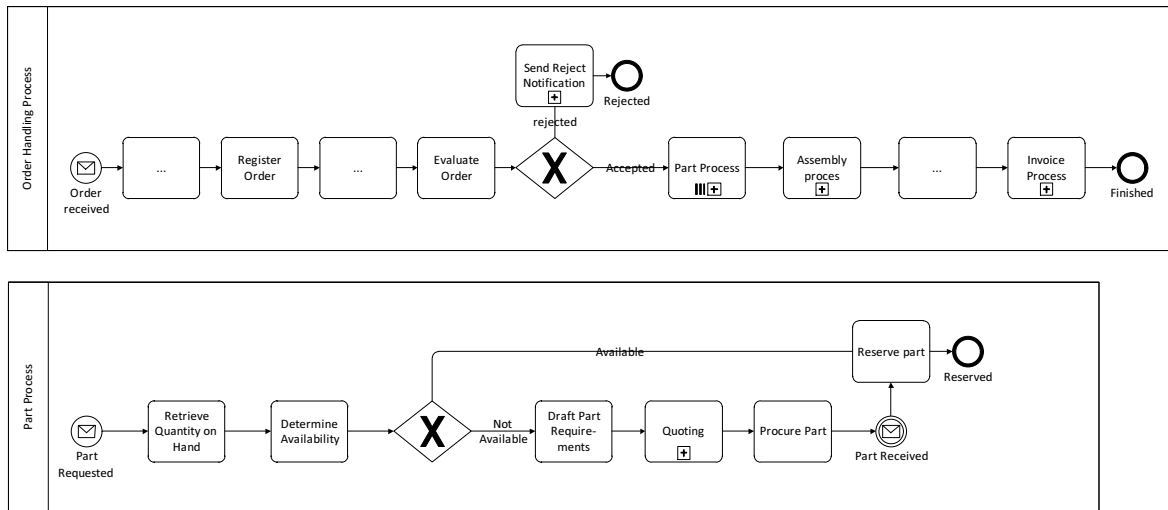 Order Handling Process
Send Reject
Notification
Rejected
rejected
Order
received
...
Register
Order
...
Evaluate
Order
X
Accepted
Part Process
Assembly
proces
...
Invoice
Process
Finished
Part Process
Available
Reserve part
Reserved
Part
Requested
Retrieve
Quantity on
Hand
Determine
Availability
X
Not
Available
Draft Part
Require-
ments
Quoting
Procure Part
Part Received